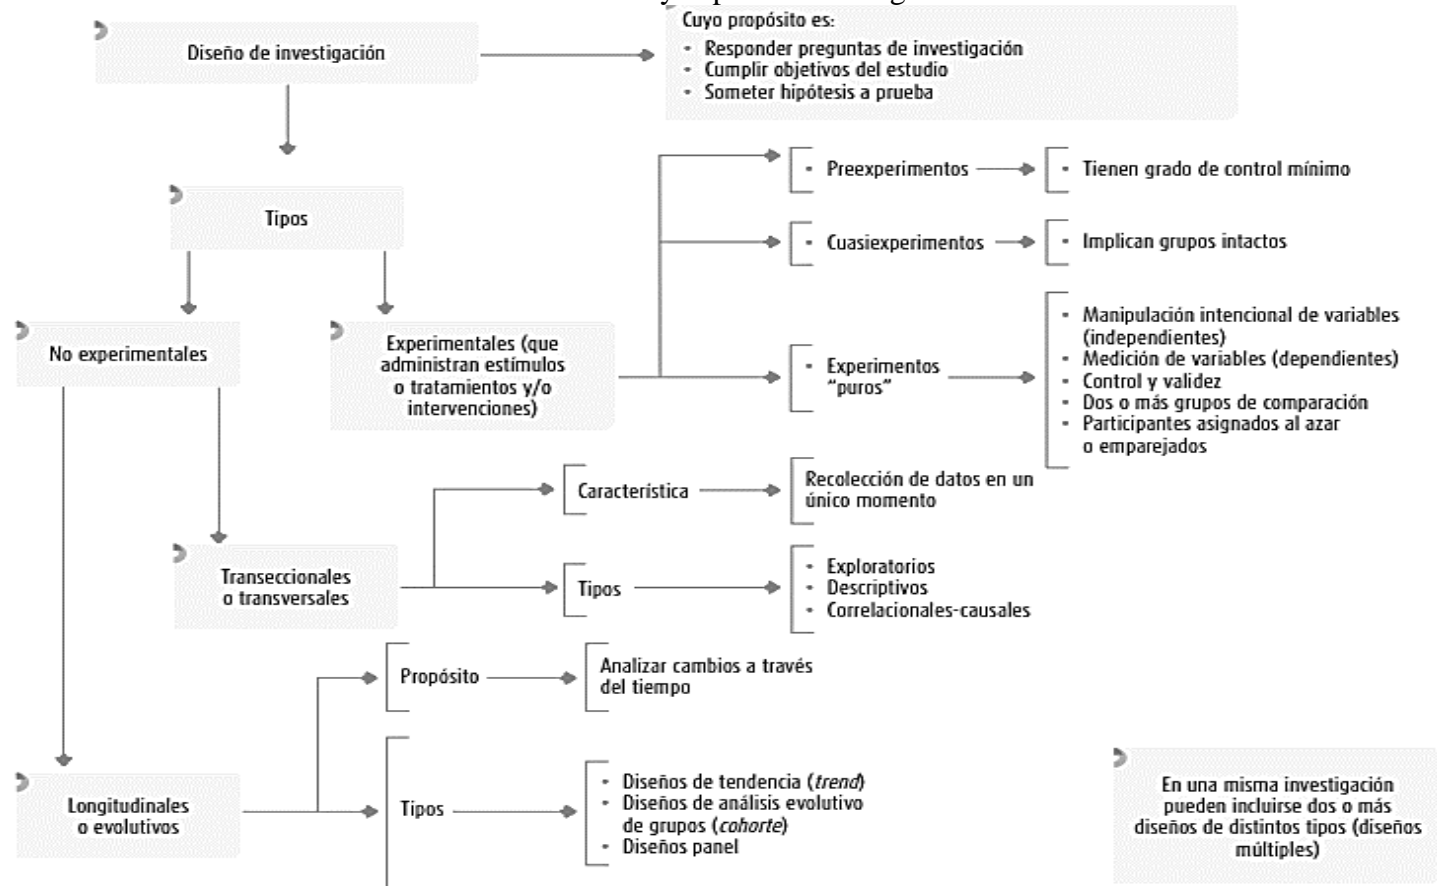 Diseño de investigación
Cuyo propósito es:
• Responder preguntas de investigación
• Cumplir objetivos del estudio
• Someter hipótesis a prueba
Tipos
• Preexperimentos
• Tienen grado de control mínimo
• Cuasiexperimentos
• Implican grupos intactos
No experimentales
Experimentales (que
administran estímulos
o tratamientos y/o
intervenciones)
• Experimentos
“puros”
• Manipulación intencional de variables
(independientes)
• Medición de variables (dependientes)
• Control y validez
• Dos o más grupos de comparación
• Participantes asignados al azar
o emparejados
Transeccionales
o transversales
Característica
Recolección de datos en un
único momento
Tipos
• Exploratorios
• Descriptivos
• Correlacionales-causales
Longitudinales
o evolutivos
Propósito
Analizar cambios a través
del tiempo
Tipos
• Diseños de tendencia (trend)
• Diseños de análisis evolutivo
de grupos (cohorte)
• Diseños panel
En una misma investigación
pueden incluirse dos o más
diseños de distintos tipos (diseños
múltiples)